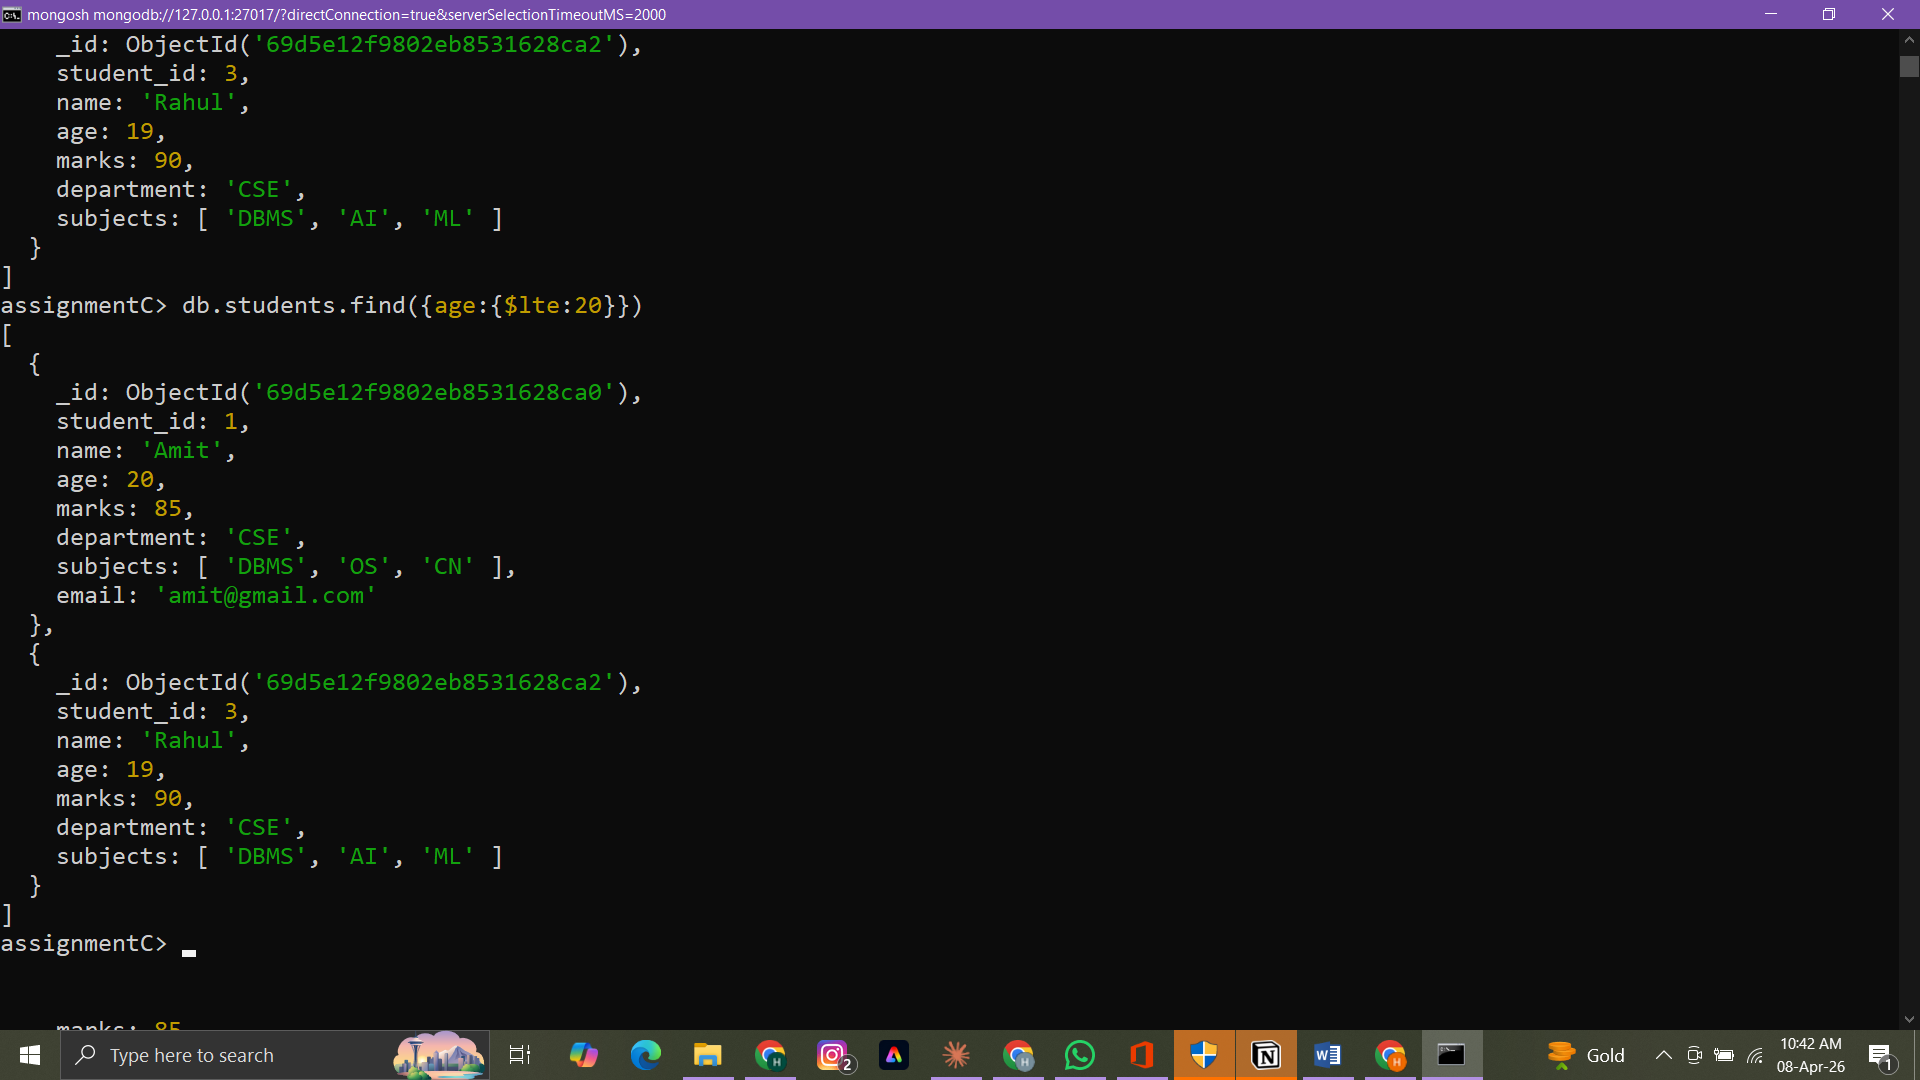 mongosh mongodb://127.0.0.1:27017/?directConnection=true&serverSelectionTimeoutMS=2000
    _id: ObjectId('69d5e12f9802eb8531628ca2'),
    student_id: 3,
    name: 'Rahul',
    age: 19,
    marks: 90,
    department: 'CSE',
    subjects: [ 'DBMS', 'AI', 'ML' ]
  }
]
assignmentC> db.students.find({age:{$lte:20}})
[
  {
    _id: ObjectId('69d5e12f9802eb8531628ca0'),
    student_id: 1,
    name: 'Amit',
    age: 20,
    marks: 85,
    department: 'CSE',
    subjects: [ 'DBMS', 'OS', 'CN' ],
    email: 'amit@gmail.com'
  },
  {
    _id: ObjectId('69d5e12f9802eb8531628ca2'),
    student_id: 3,
    name: 'Rahul',
    age: 19,
    marks: 90,
    department: 'CSE',
    subjects: [ 'DBMS', 'AI', 'ML' ]
  }
]
assignmentC>
    marks: 85
Type here to search
2
Gold
10:42 AM
08-Apr-26
1